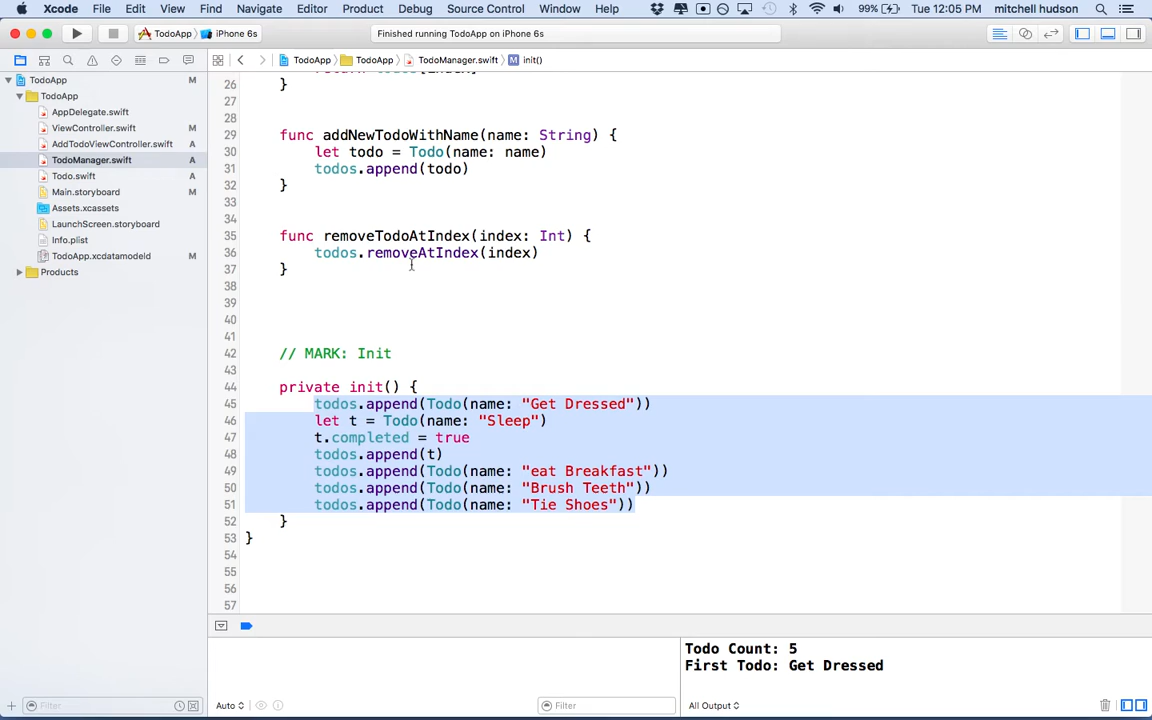 Xcode File Edit View Find Navigate Editor Product Debug Source Control Window Help 99% Tue 12:05 PM mitchell hudson
TodoApp iPhone 6s Finished running TodoApp on iPhone 6s
TodoApp TodoApp TodoManager.swift M init()
TodoApp M
TodoApp
AppDelegate.swift
ViewController.swift M
AddTodoViewController.swift A
TodoManager.swift A
Todo.swift A
Main.storyboard M
Assets.xcassets
LaunchScreen.storyboard
Info.plist
TodoApp.xcdatamodeld M
Products
26 }
27
28
29 func addNewTodoWithName(name: String) {
30 let todo = Todo(name: name)
31 todos.append(todo)
32 }
33
34
35 func removeTodoAtIndex(index: Int) {
36 todos.removeAtIndex(index)
37 }
38
39
40
41
42 // MARK: Init
43
44 private init() {
45 todos.append(Todo(name: "Get Dressed"))
46 let t = Todo(name: "Sleep")
47 t.completed = true
48 todos.append(t)
49 todos.append(Todo(name: "eat Breakfast"))
50 todos.append(Todo(name: "Brush Teeth"))
51 todos.append(Todo(name: "Tie Shoes"))
52 }
53 }
54
55
56
57
Todo Count: 5
First Todo: Get Dressed
Filter Auto Filter All Output